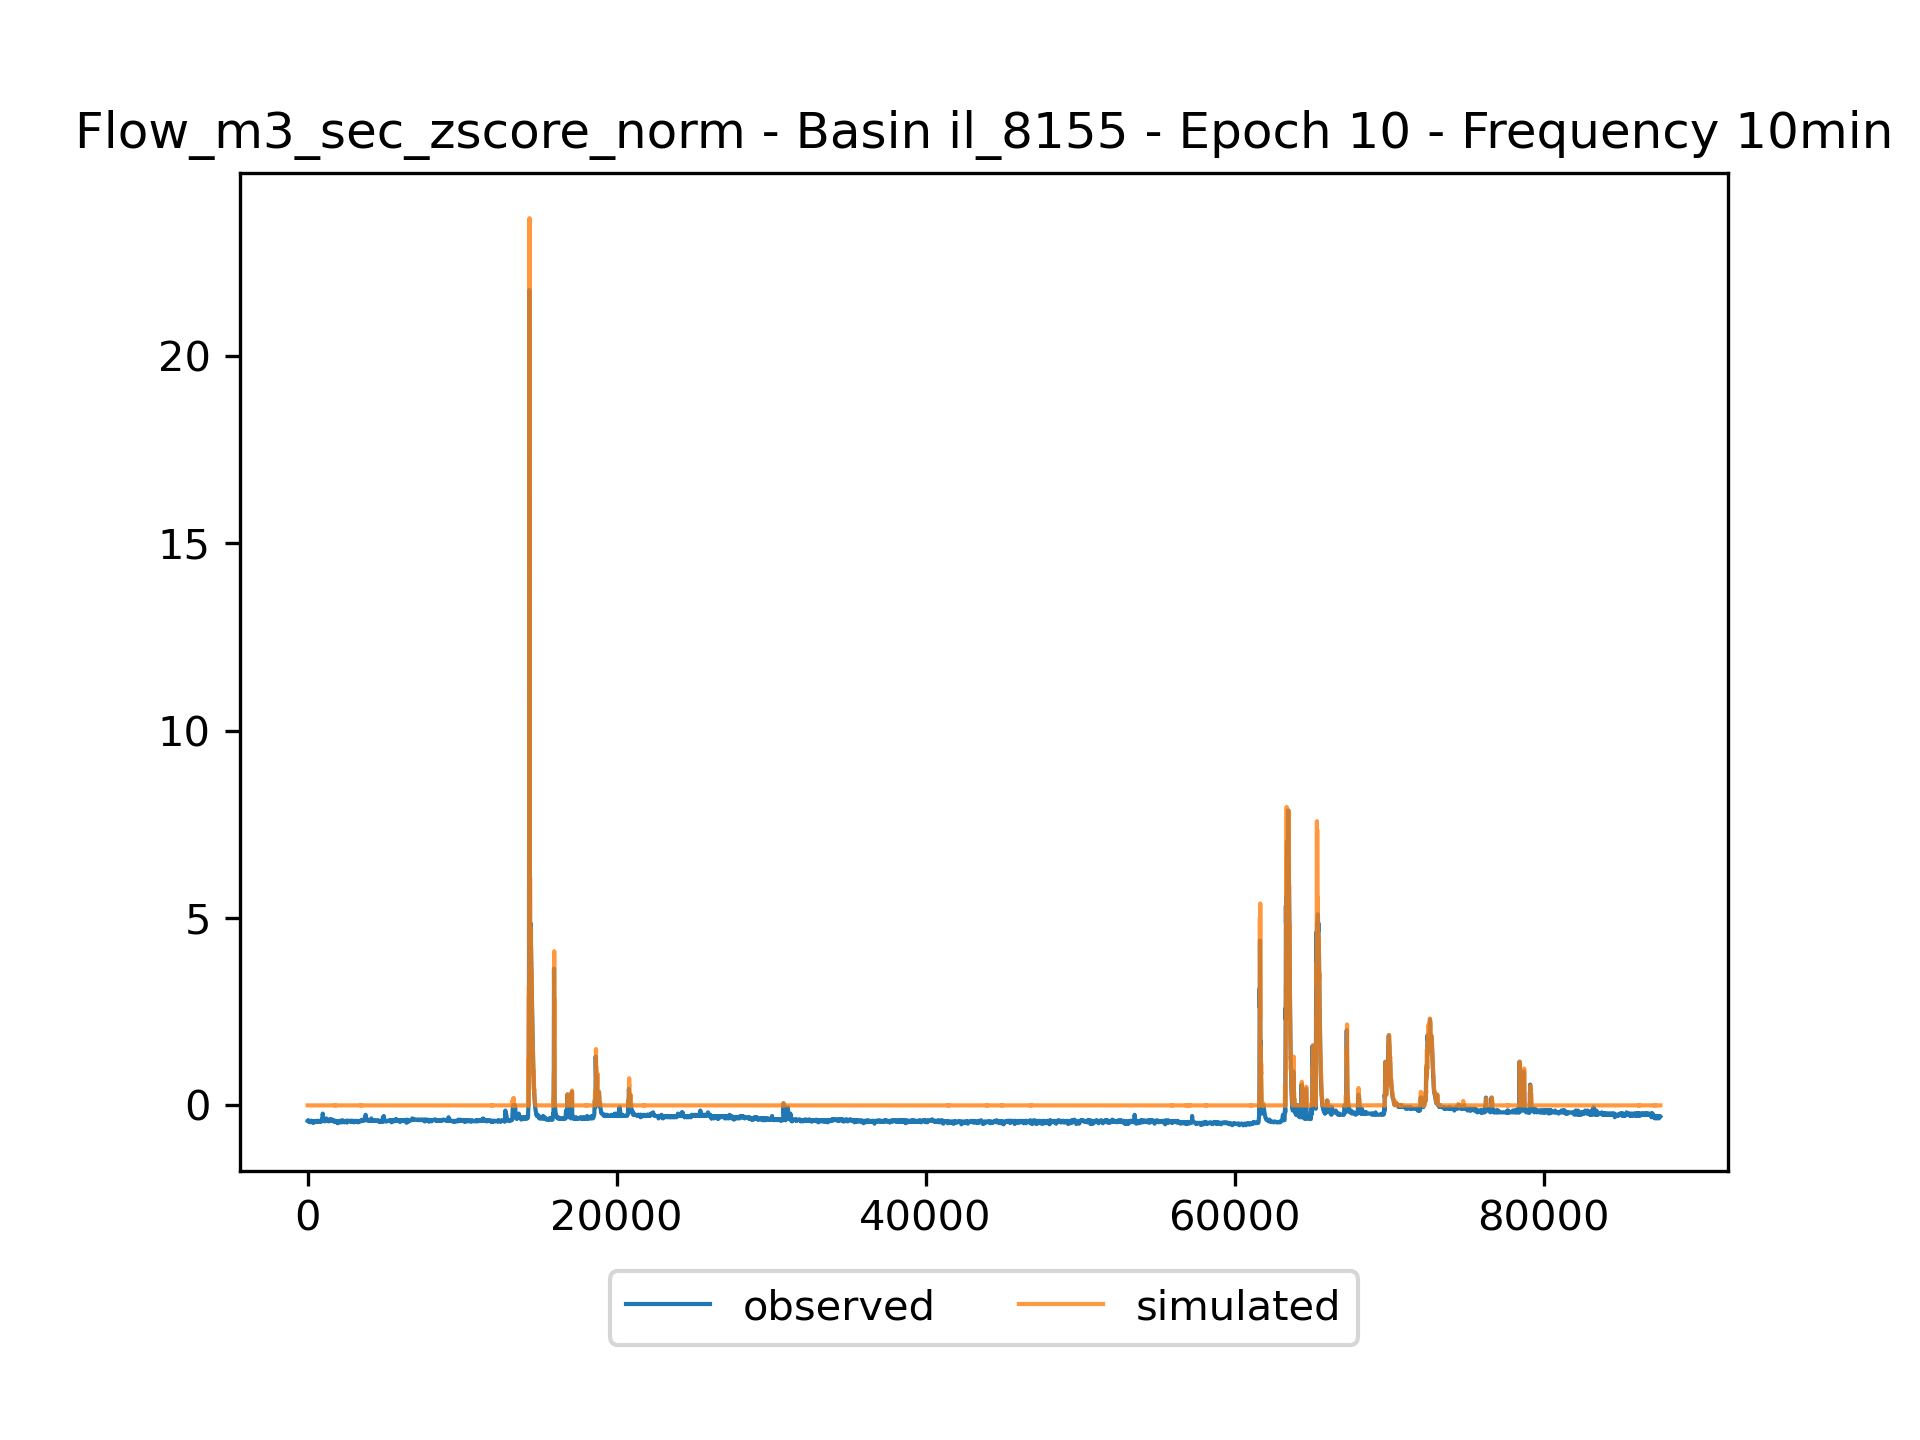 Flow_m3_sec_zscore_norm - Basin il_8155 - Epoch 10 - Frequency 10min
20
15
10
5
0
0 20000 40000 60000 80000
observed simulated